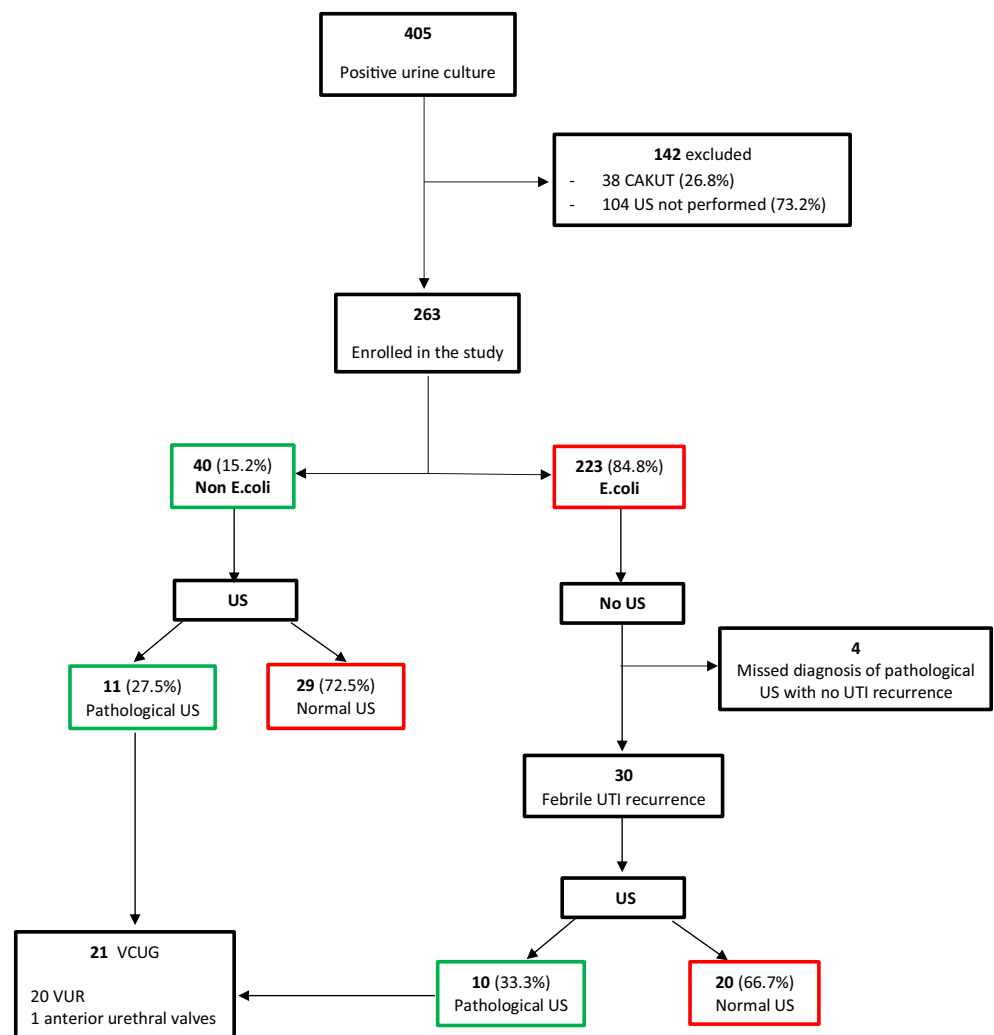 405
Positive urine culture
142 excluded
- 38 CAKUT (26.8%)
- 104 US not performed (73.2%)
263
Enrolled in the study
40 (15.2%)
Non E.coli
223 (84.8%)
E.coli
US
No US
11 (27.5%)
Pathological US
29 (72.5%)
Normal US
4
Missed diagnosis of pathological
US with no UTI recurrence
30
Febrile UTI recurrence
US
21 VCUG
20 VUR
1 anterior urethral valves
10 (33.3%)
Pathological US
20 (66.7%)
Normal US